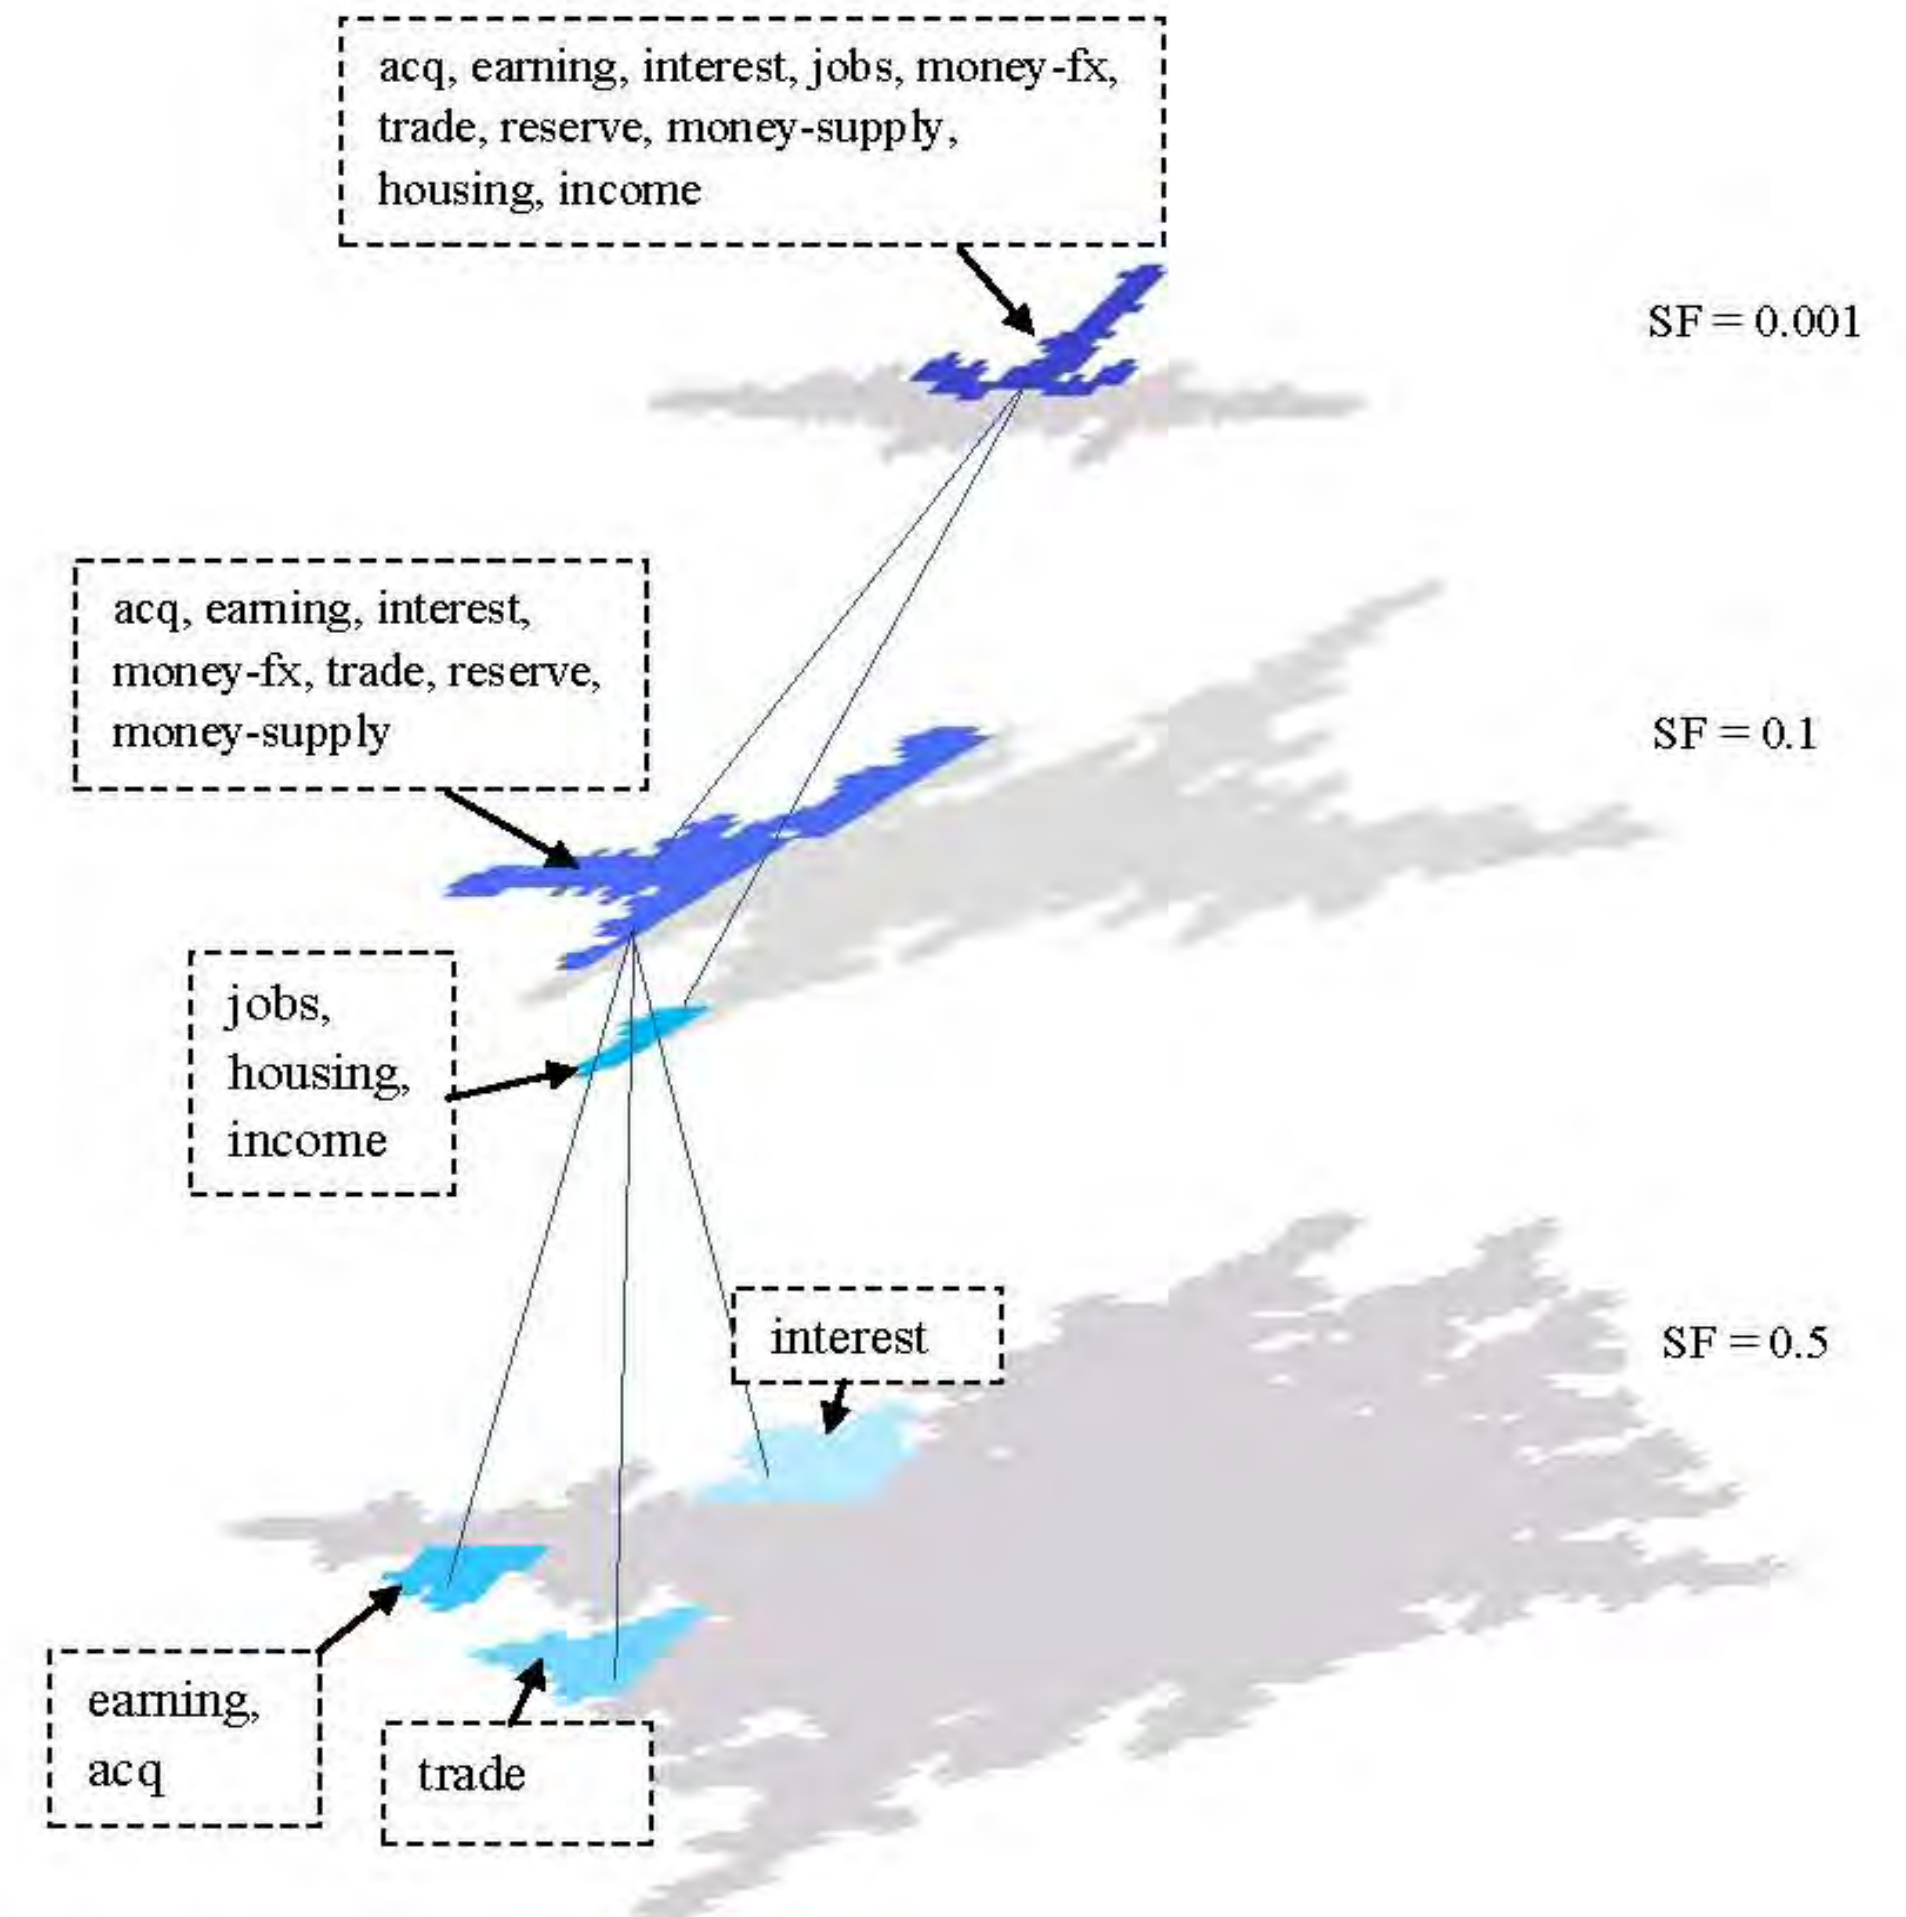 acq, earning, interest, jobs, money-fx,
trade, reserve, money-supply,
housing, income
SF = 0.001
acq, earning, interest,
money-fx, trade, reserve,
money-supply
SF = 0.1
jobs,
housing,
income
interest
SF = 0.5
earning,
acq
trade